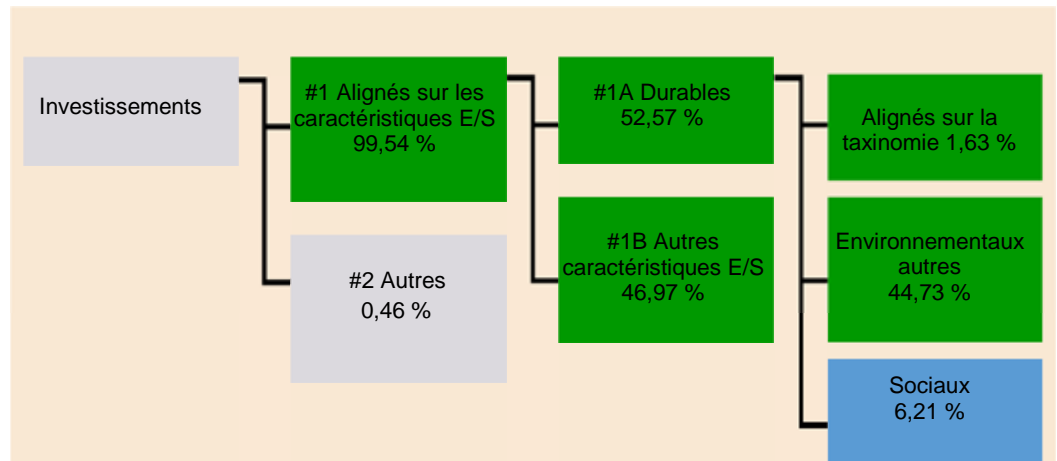 Investissements
#1 Alignés sur les
caractéristiques E/S
99,54 %
#2 Autres
0,46 %
#1A Durables
52,57 %
#1B Autres
caractéristiques E/S
46,97 %
Alignés sur la
taxinomie 1,63 %
Environnementaux
autres
44,73 %
Sociaux
6,21 %